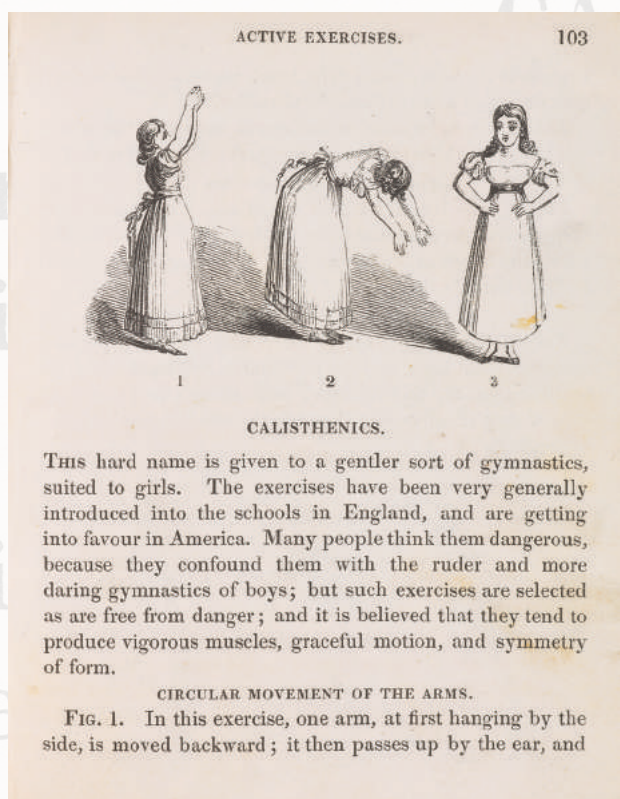 ACTIVE EXERCISES. 103
1 2 3
CALISTHENICS.
THIS hard name is given to a gentler sort of gymnastics,
suited to girls. The exercises have been very generally
introduced into the schools in England, and are getting
into favour in America. Many people think them dangerous,
because they confound them with the ruder and more
daring gymnastics of boys; but such exercises are selected
as are free from danger; and it is believed that they tend to
produce vigorous muscles, graceful motion, and symmetry
of form.
CIRCULAR MOVEMENT OF THE ARMS.
FIG. 1. In this exercise, one arm, at first hanging by the
side, is moved backward; it then passes up by the ear, and